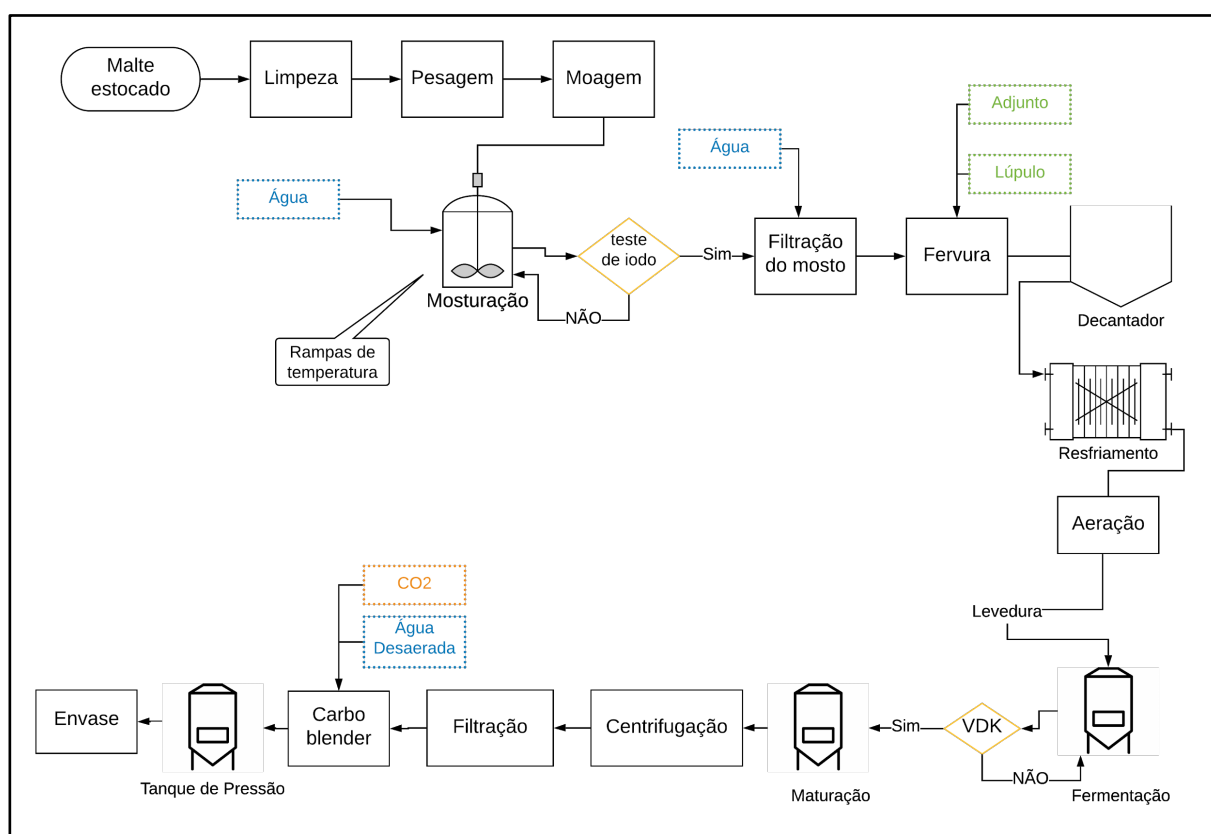 Malte
estocado
Limpeza
Pesagem
Moagem
Água
Mosturação
Rampas de
temperatura
teste
de iodo
Sim
NÃO
Água
Filtração
do mosto
Adjunto
Lúpulo
Fervura
Decantador
Resfriamento
Aeração
Levedura
Fermentação
VDK
NÃO
Sim
Maturação
Centrifugação
Filtração
CO2
Água
Desaerada
Carbo
blender
Tanque de Pressão
Envase